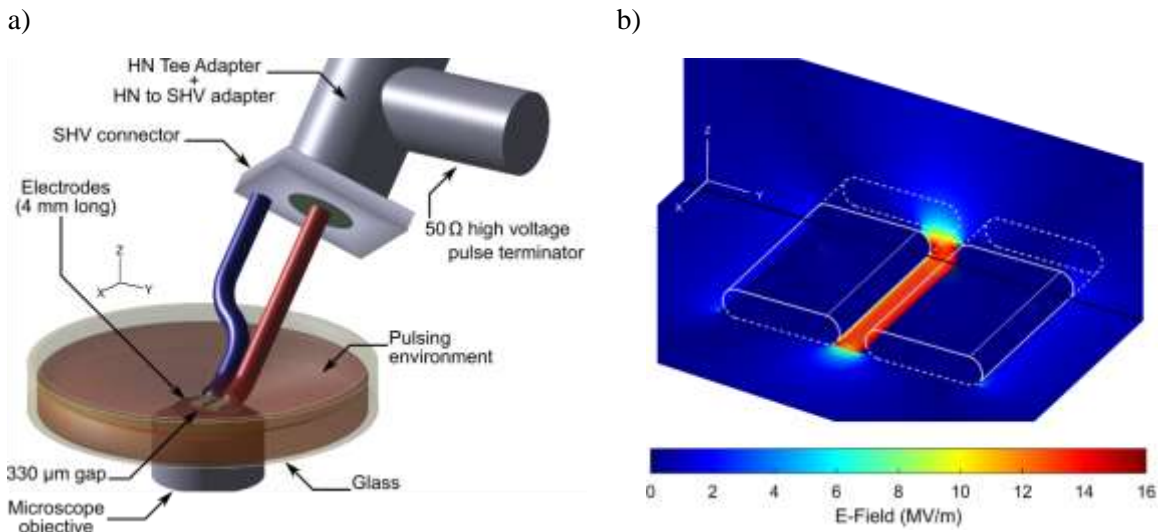 a)
b)
HN Tee Adapter
+
HN to SHV adapter
SHV connector
Electrodes
(4 mm long)
50 Ω high voltage
pulse terminator
Z
X
Y
Pulsing
environment
330 µm gap
Glass
Microscope
objective
Z
X
Y
0 2 4 6 8 10 12 14 16
E-Field (MV/m)